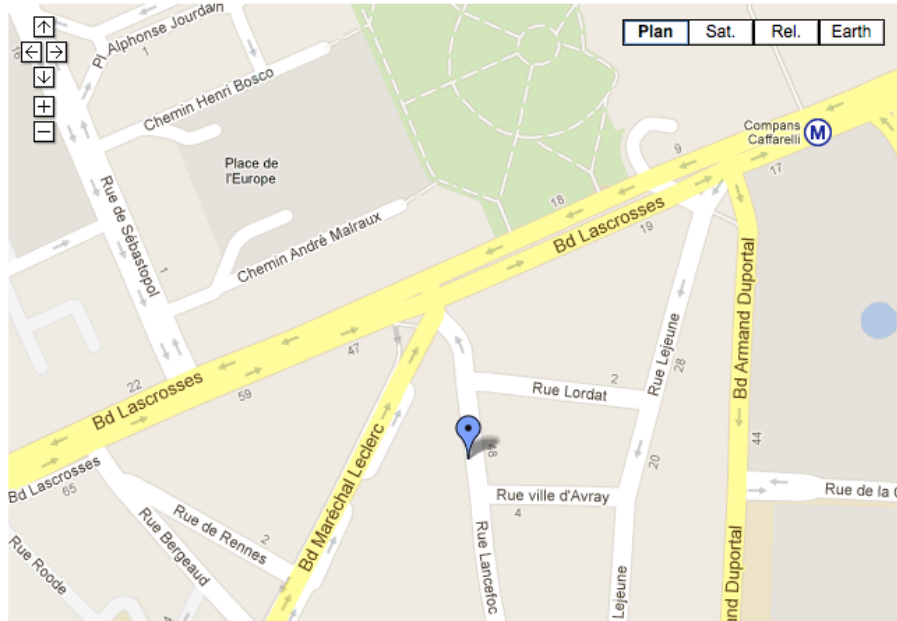 Plan
Sat.
Rel.
Earth
Pl. Alphonse Jourdain
1
Chemin Henri Bosco
Compans
Caffarelli
M
9
17
Place de
l'Europe
Rue de Sébastopol
18
Bd Lascrosses
19
Chemin André Malraux
1
Bd Armand Duportal
Rue Lejeune
28
47
22
Bd Lascrosses
59
2
Rue Lordat
Bd Maréchal Leclerc
48
44
20
Bd Lascrosses
65
Rue ville d'Avray
4
Rue de la
Rue de Rennes
2
Rue Bergeaud
Rue Lancefoc
Rue Roode
Lejeune
and Duportal
4